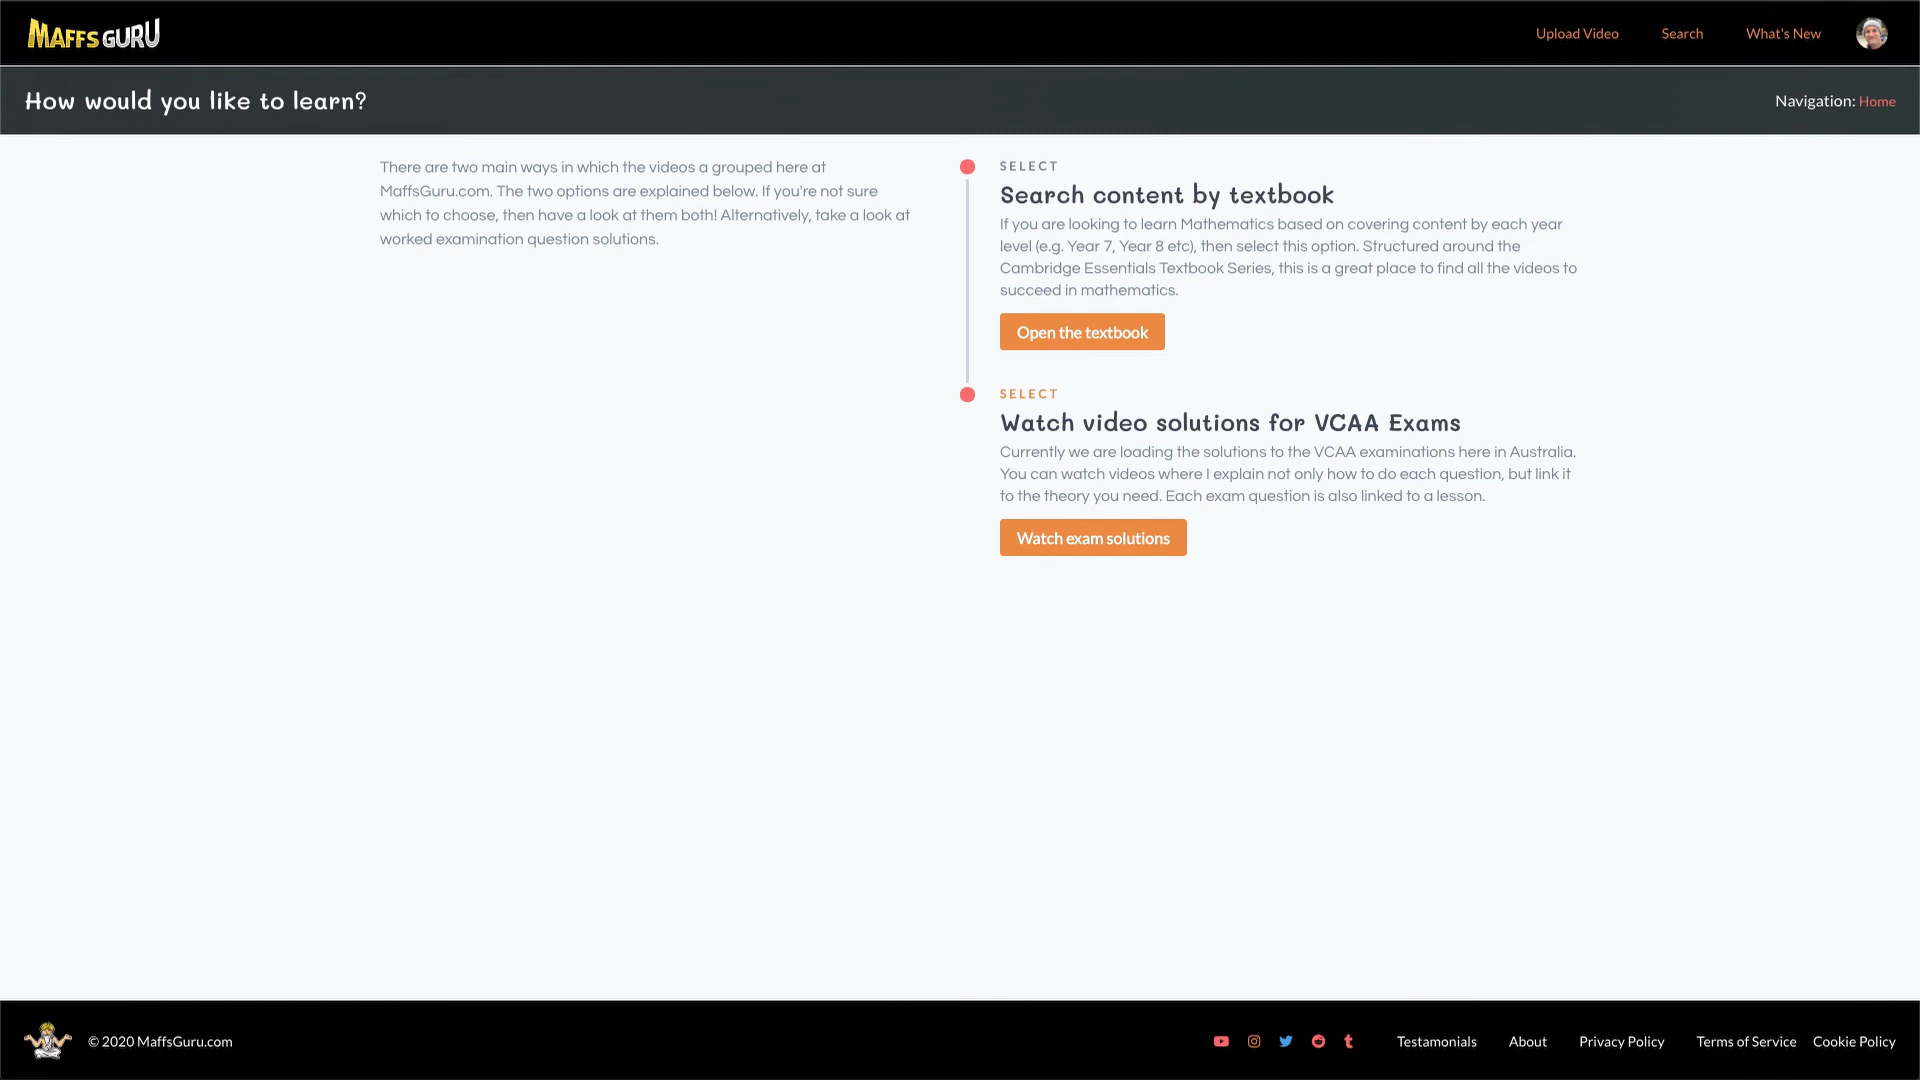 MAFFS GURU
Upload Video
Search
What's New
How would you like to learn?
Navigation: Home
There are two main ways in which the videos a grouped here at
MaffsGuru.com. The two options are explained below. If you're not sure
which to choose, then have a look at them both! Alternatively, take a look at
worked examination question solutions.
SELECT
Search content by textbook
If you are looking to learn Mathematics based on covering content by each year
level (e.g. Year 7, Year 8 etc), then select this option. Structured around the
Cambridge Essentials Textbook Series, this is a great place to find all the videos to
succeed in mathematics.
Open the textbook
SELECT
Watch video solutions for VCAA Exams
Currently we are loading the solutions to the VCAA examinations here in Australia.
You can watch videos where I explain not only how to do each question, but link it
to the theory you need. Each exam question is also linked to a lesson.
Watch exam solutions
© 2020 MaffsGuru.com
Testamonials
About
Privacy Policy
Terms of Service
Cookie Policy